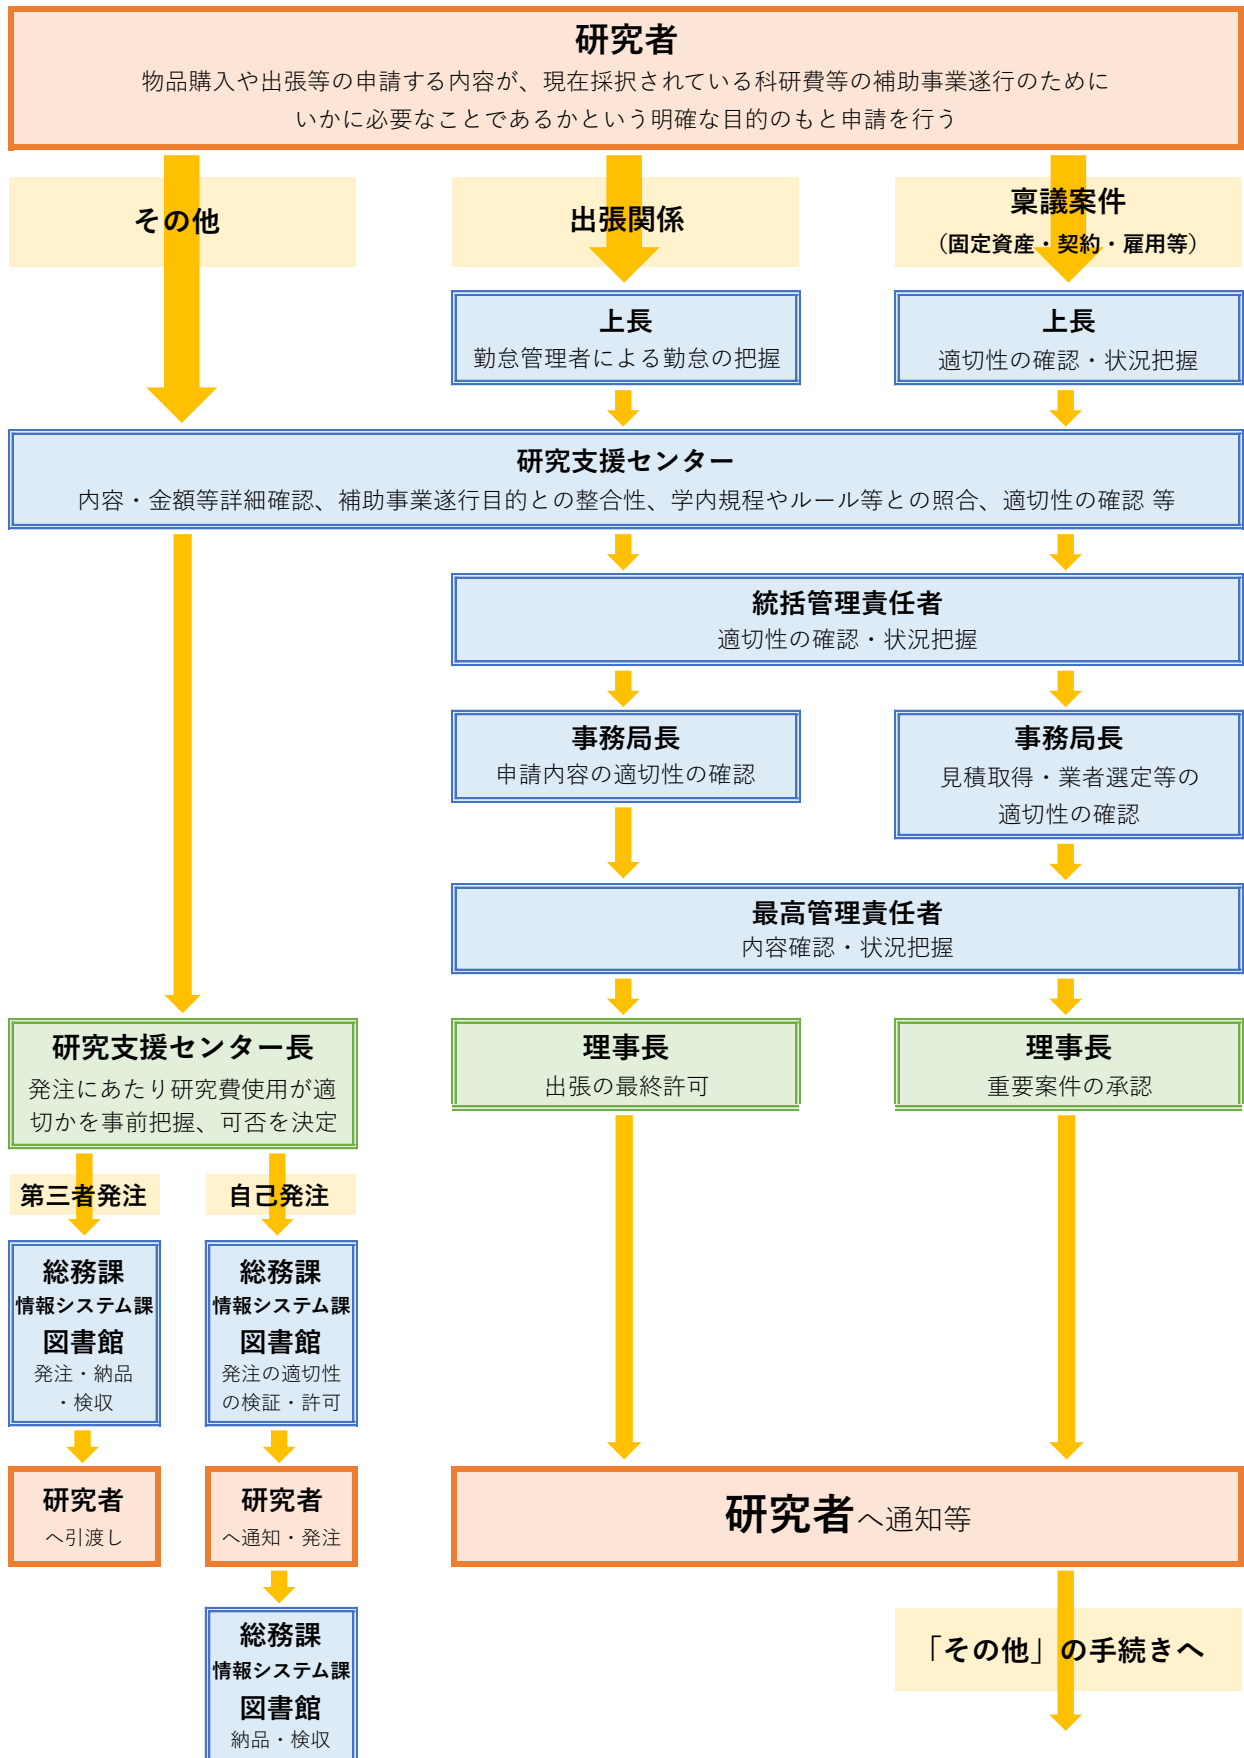 研究者
物品購入や出張等の申請する内容が、現在採択されている科研費等の補助事業遂行のために
いかに必要なことであるかという明確な目的のもと申請を行う
その他
出張関係
稟議案件
（固定資産・契約・雇用等）
上長
勤怠管理者による勤怠の把握
上長
適切性の確認・状況把握
研究支援センター
内容・金額等詳細確認、補助事業遂行目的との整合性、学内規程やルール等との照合、適切性の確認 等
統括管理責任者
適切性の確認・状況把握
事務局長
申請内容の適切性の確認
事務局長
見積取得・業者選定等の
適切性の確認
最高管理責任者
内容確認・状況把握
研究支援センター長
発注にあたり研究費使用が適
切かを事前把握、可否を決定
理事長
出張の最終許可
理事長
重要案件の承認
第三者発注
自己発注
総務課
情報システム課
図書館
発注・納品
・検収
総務課
情報システム課
図書館
発注の適切性
の検証・許可
研究者
へ引渡し
研究者
へ通知・発注
研究者へ通知等
総務課
情報システム課
図書館
納品・検収
「その他」の手続きへ